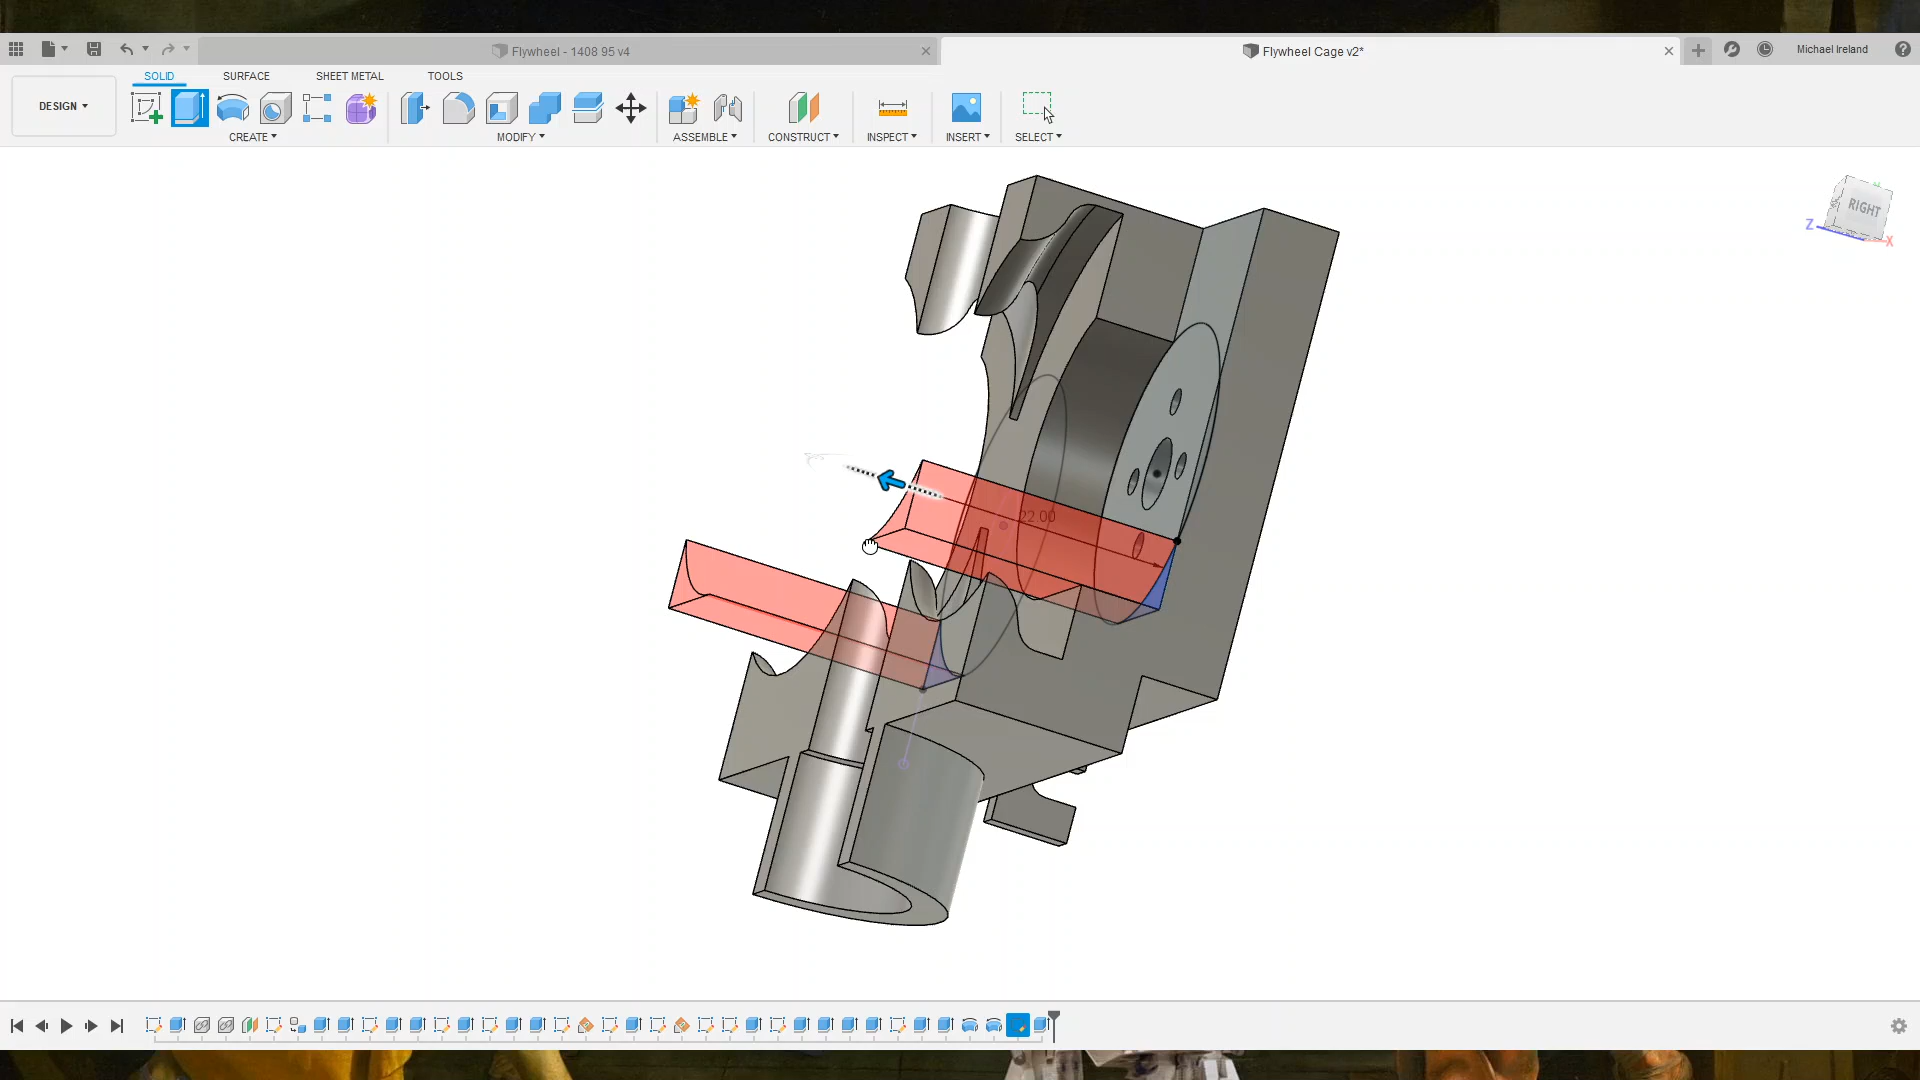 Flywheel - 1408 95 v4
Flywheel Cage v2*
Michael Ireland
SOLID
SURFACE
SHEET METAL
TOOLS
DESIGN
CREATE
MODIFY
ASSEMBLE
CONSTRUCT
INSPECT
INSERT
SELECT
RIGHT
Z
X
22.00